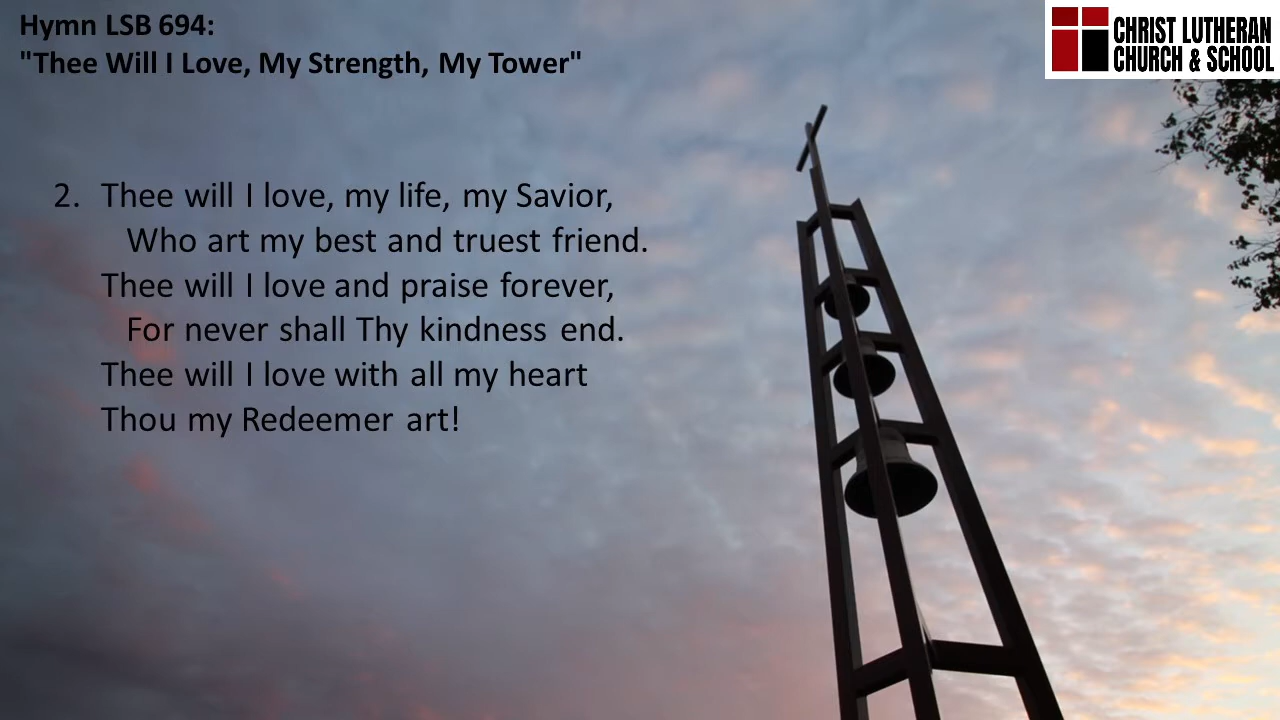 Hymn LSB 694:
"Thee Will I Love, My Strength, My Tower"
CHRIST LUTHERAN
CHURCH & SCHOOL
2. Thee will I love, my life, my Savior,
Who art my best and truest friend.
Thee will I love and praise forever,
For never shall Thy kindness end.
Thee will I love with all my heart
Thou my Redeemer art!